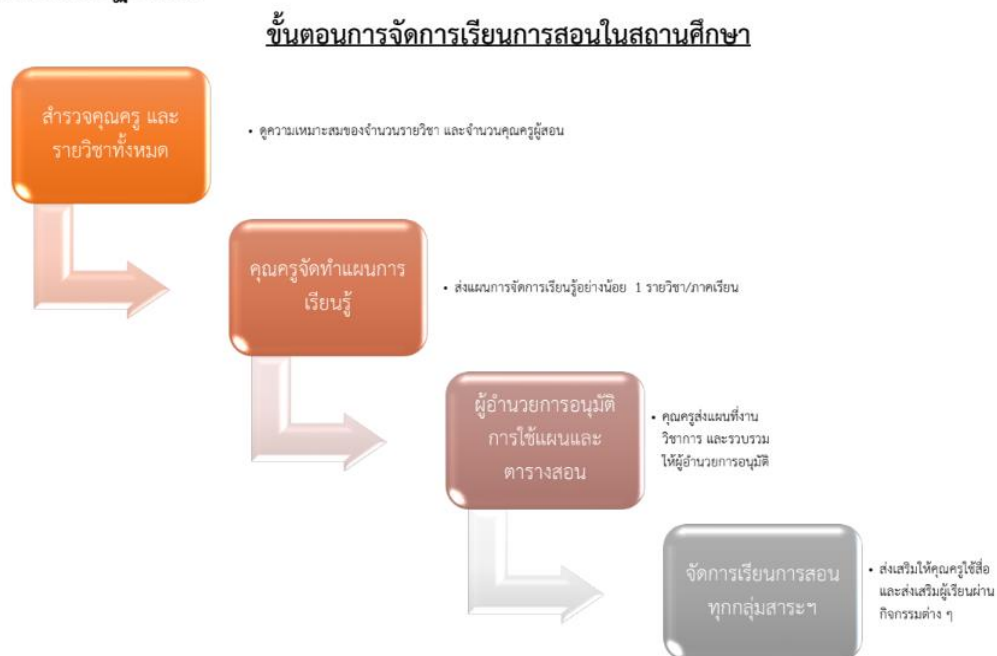 ขั้นตอนการจัดการเรียนการสอนในสถานศึกษา
สำรวจคุณครู และ
รายวิชาทั้งหมด
• ดูความเหมาะสมของจำนวนรายวิชา และจำนวนคุณครูผู้สอน
คุณครูจัดทำแผนการ
เรียนรู้
• ส่งแผนการจัดการเรียนรู้อย่างน้อย 1 รายวิชา/ภาคเรียน
ผู้อำนวยการอนุมัติ
การใช้แผนและ
ตารางสอน
• คุณครูส่งแผนที่งาน
วิชาการ และรวบรวม
ให้ผู้อำนวยการอนุมัติ
จัดการเรียนการสอน
ทุกกลุ่มสาระฯ
• ส่งเสริมให้คุณครูใช้สื่อ
และส่งเสริมผู้เรียนผ่าน
กิจกรรมต่าง ๆ